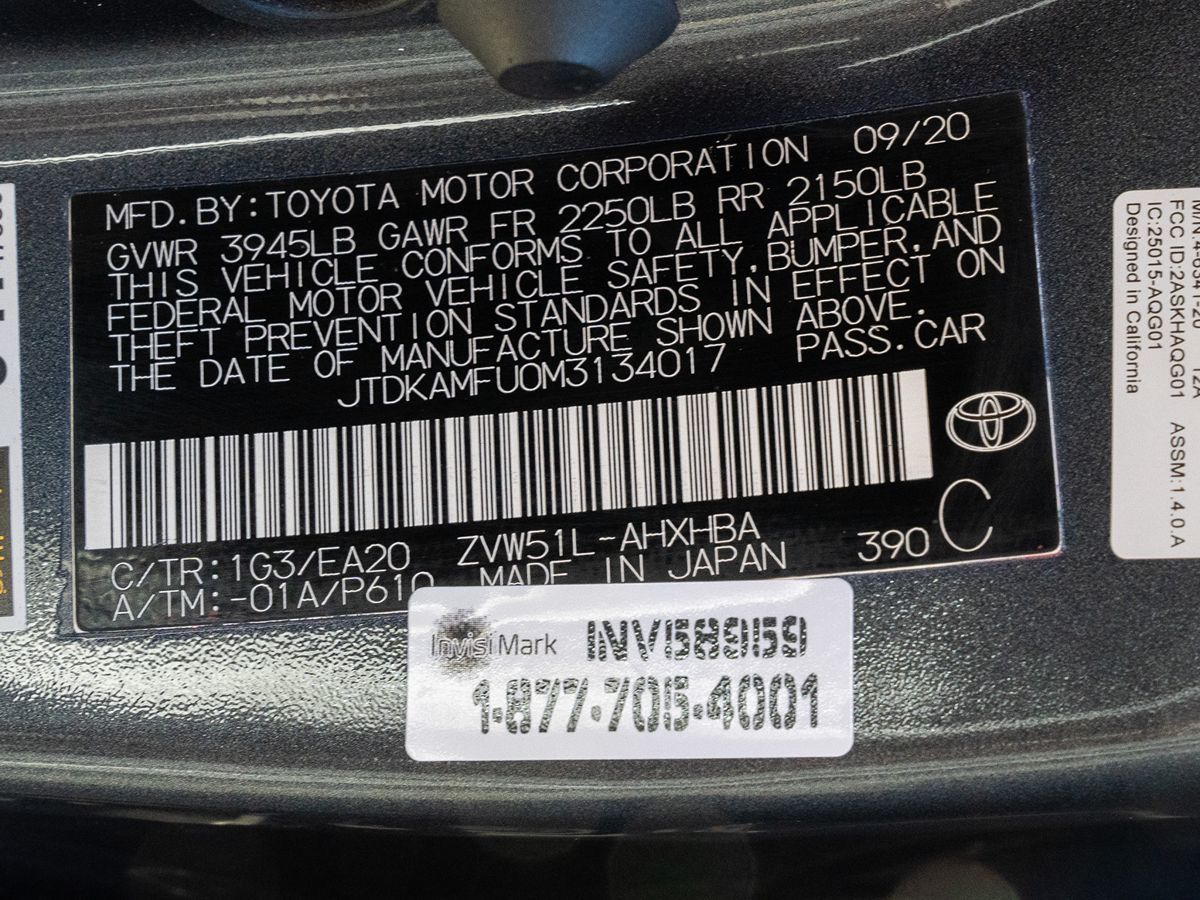 MFD.BY:TOYOTA MOTOR CORPORATION 09/20
GVWR 3945LB GAWR FR 2250LB RR 2150LB
THIS VEHICLE CONFORMS TO ALL APPLICABLE
FEDERAL MOTOR VEHICLE SAFETY,BUMPER,AND
THEFT PREVENTION STANDARDS IN EFFECT ON
THE DATE OF MANUFACTURE SHOWN ABOVE.
JTDKAMFU0M3134017 PASS.CAR
C/TR:1G3/EA20 ZVW51L-AHXHBA 390 C
A/TM:-01A/P610 MADE IN JAPAN
InvisiMark INV1589159
1-877-705-4001
FCC ID:2ASKHAQG01 ASSM:1.4.0.A
IC:25015-AQG01
Designed in California